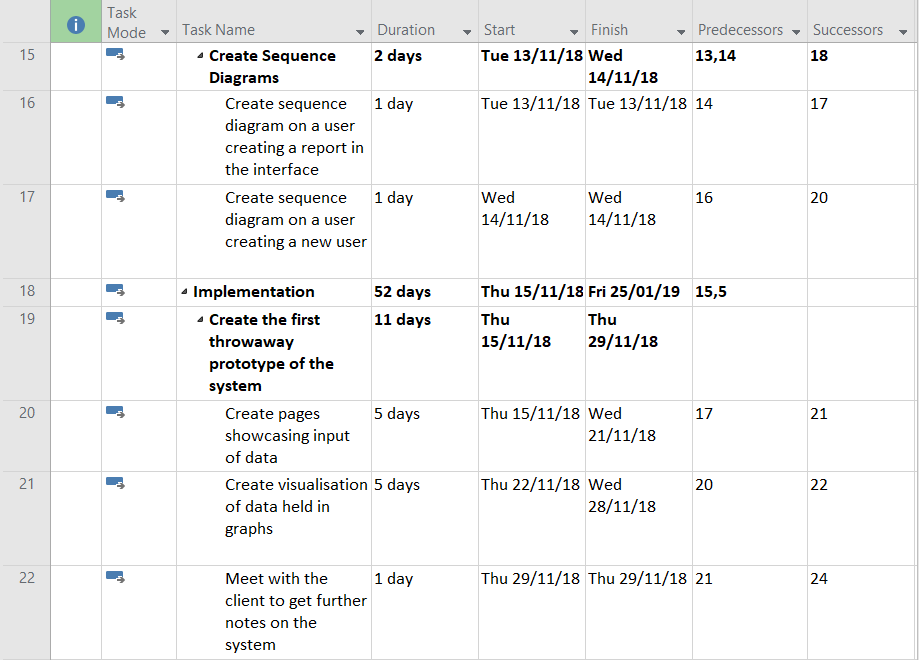 i Task Mode Task Name Duration Start Finish Predecessors Successors
15 Create Sequence 2 days Tue 13/11/18 Wed 13,14 18
Diagrams 14/11/18
16 Create sequence 1 day Tue 13/11/18 Tue 13/11/18 14 17
diagram on a user
creating a report in
the interface
17 Create sequence 1 day Wed Wed 16 20
diagram on a user 14/11/18 14/11/18
creating a new user
18 Implementation 52 days Thu 15/11/18 Fri 25/01/19 15,5
19 Create the first 11 days Thu Thu
throwaway 15/11/18 29/11/18
prototype of the
system
20 Create pages 5 days Thu 15/11/18 Wed 17 21
showcasing input 21/11/18
of data
21 Create visualisation 5 days Thu 22/11/18 Wed 20 22
of data held in 28/11/18
graphs
22 Meet with the 1 day Thu 29/11/18 Thu 29/11/18 21 24
client to get further
notes on the
system